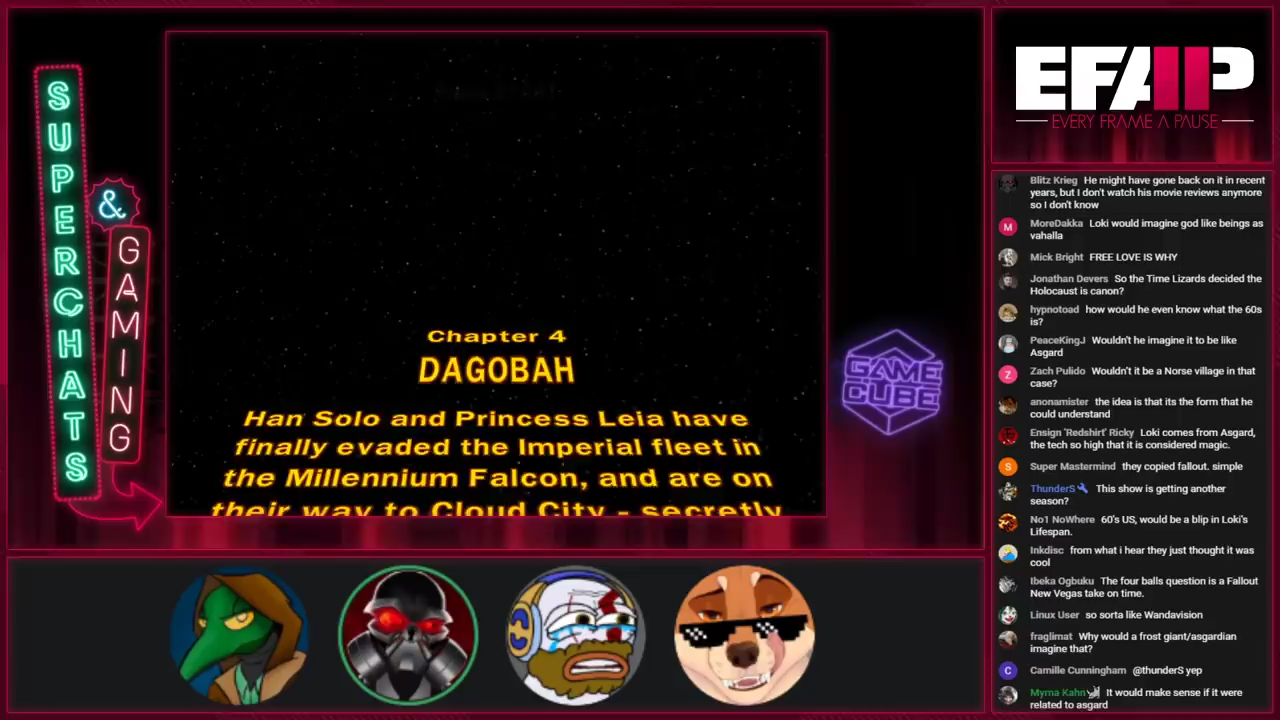 SUPERCHATS
&
GAMING
Chapter 4
DAGOBAH
Han Solo and Princess Leia have
finally evaded the Imperial fleet in
the Millennium Falcon, and are on
their way to Cloud City - secretly
GAME
CUBE
EFAP
EVERY FRAME A PAUSE
Blitz Krieg He might have gone back on it in recent
years, but I don't watch his movie reviews anymore
so I don't know
M
MoreDakka Loki would imagine god like beings as
vahalla
Mick Bright FREE LOVE IS WHY
Jonathan Devers So the Time Lizards decided the
Holocaust is canon?
hypnotoad how would he even know what the 60s
is?
PeaceKingJ Wouldn't he imagine it to be like
Asgard
Z
Zach Pulido Wouldn't it be a Norse village in that
case?
anonamister the idea is that its the form that he
could understand
Ensign 'Redshirt' Ricky Loki comes from Asgard,
the tech so high that it is considered magic.
S
Super Mastermind they copied fallout. simple
ThunderS This show is getting another
season?
No1 NoWhere 60's US, would be a blip in Loki's
Lifespan.
Inkdisc from what i hear they just thought it was
cool
Ibeka Ogbuku The four balls question is a Fallout
New Vegas take on time.
Linux User so sorta like Wandavision
fraglimat Why would a frost giant/asgardian
imagine that?
C
Camille Cunningham @thunderS yep
Myrna Kahn It would make sense if it were
related to asgard